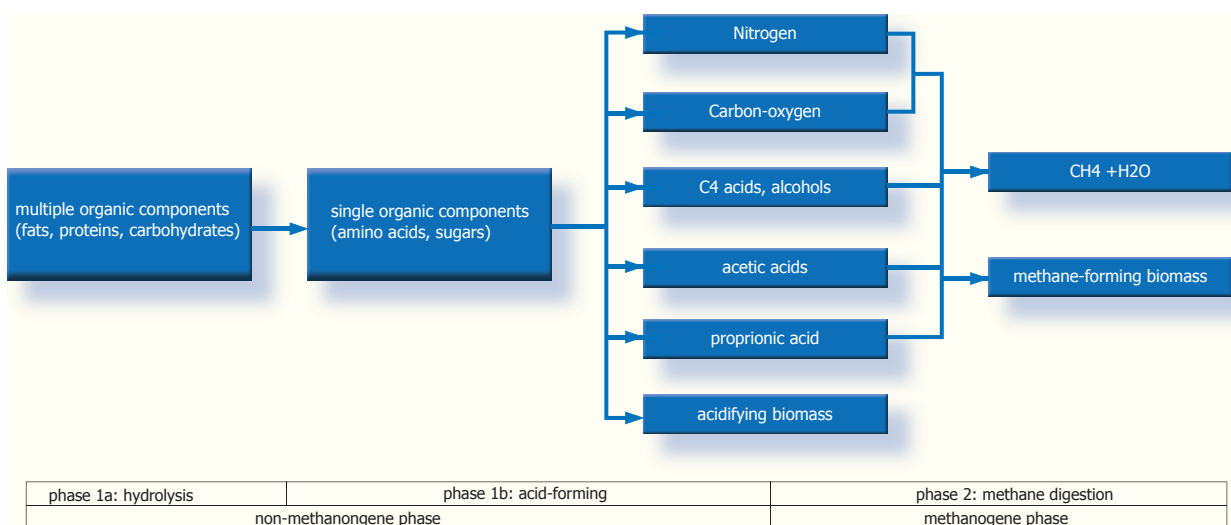 Nitrogen
Carbon-oxygen
C4 acids, alcohols
acetic acids
proprionic acid
acidifying biomass
multiple organic components
(fats, proteins, carbohydrates)
single organic components
(amino acids, sugars)
CH4 +H2O
methane-forming biomass
phase 1a: hydrolysis
phase 1b: acid-forming
phase 2: methane digestion
non-methanongene phase
methanogene phase